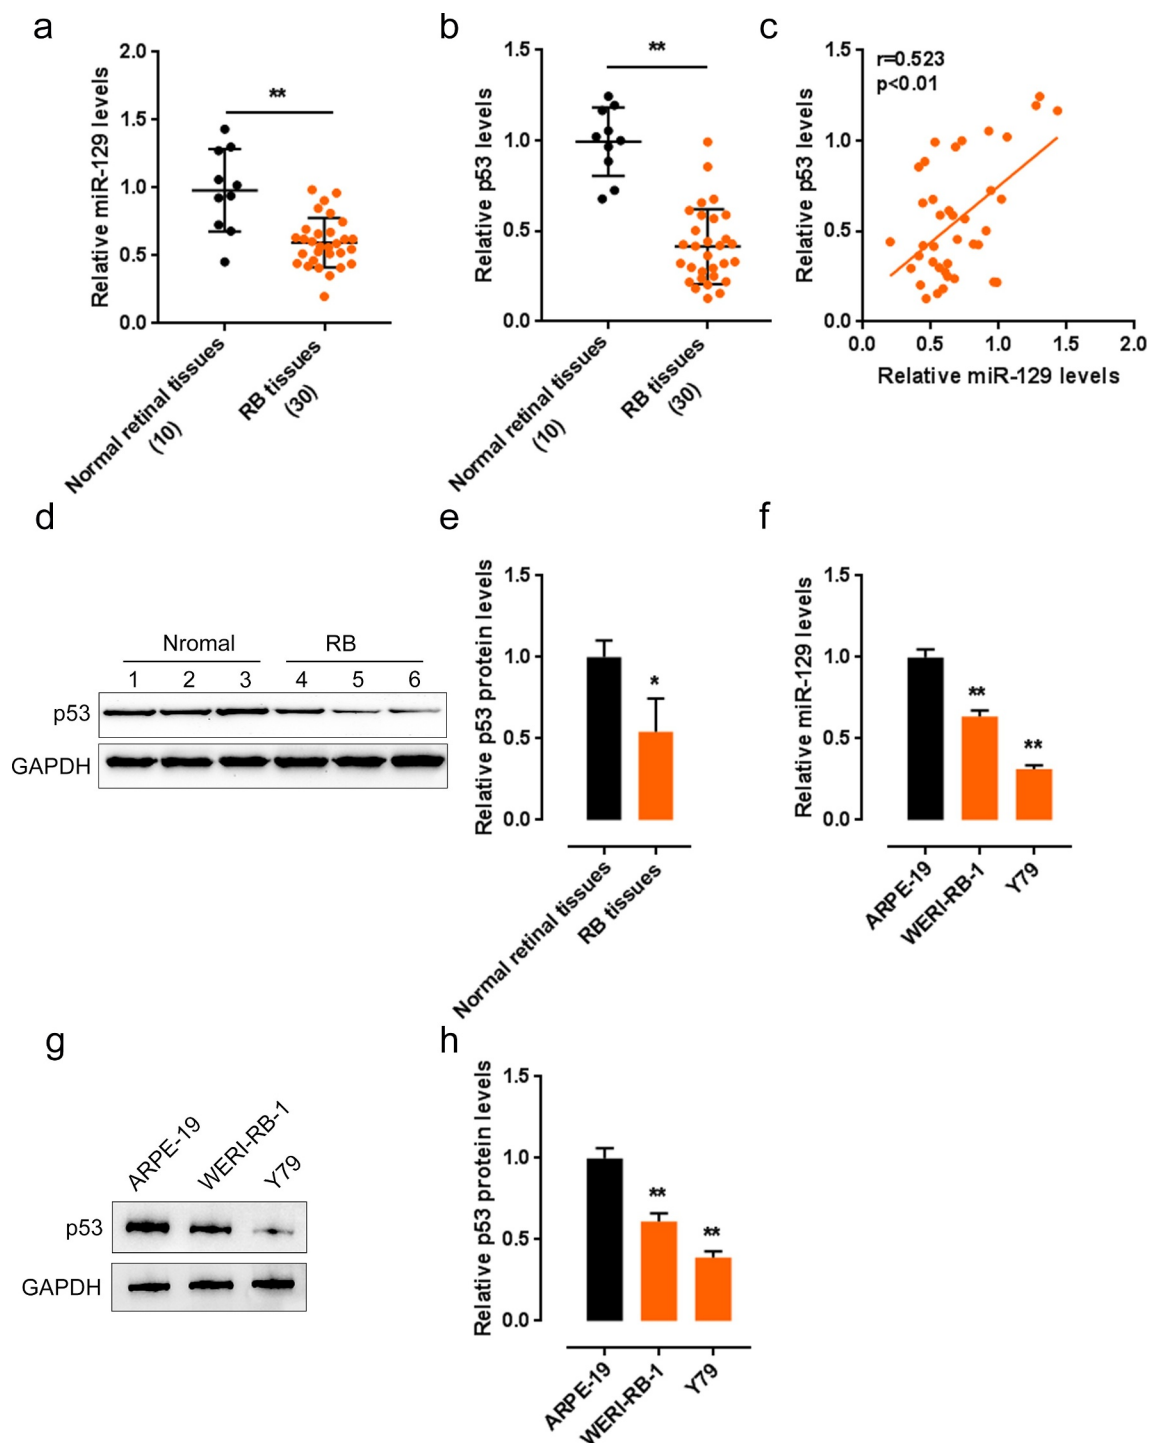 a
Relative miR-129 levels
2.0
1.5
1.0
0.5
0.0
**
Normal retinal tissues
(10)
RB tissues
(30)
b
Relative p53 levels
1.5
1.0
0.5
0.0
**
Normal retinal tissues
(10)
RB tissues
(30)
c
Relative p53 levels
1.5
1.0
0.5
0.0
r=0.523
p<0.01
0.0 0.5 1.0 1.5 2.0
Relative miR-129 levels
d
Nromal RB
1 2 3 4 5 6
p53
GAPDH
e
Relative p53 protein levels
1.5
1.0
0.5
0.0
*
Normal retinal tissues
RB tissues
f
Relative miR-129 levels
1.5
1.0
0.5
0.0
**
**
ARPE-19
WERI-RB-1
Y79
g
ARPE-19
WERI-RB-1
Y79
p53
GAPDH
h
Relative p53 protein levels
1.5
1.0
0.5
0.0
**
**
ARPE-19
WERI-RB-1
Y79